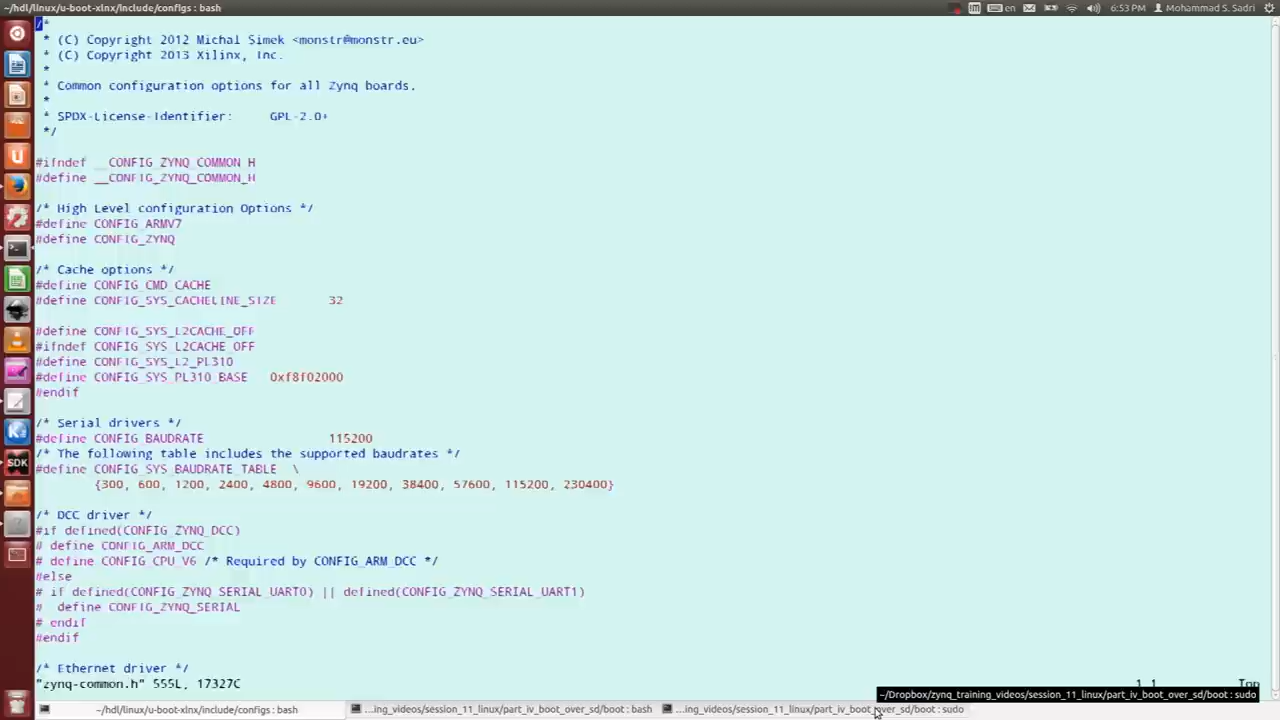 ~/hdl/linux/u-boot-xlnx/include/configs : bash
en
6:53 PM
Mohammad S. Sadri
/*
* (C) Copyright 2012 Michal Simek <monstr@monstr.eu>
* (C) Copyright 2013 Xilinx, Inc.
*
* Common configuration options for all Zynq boards.
*
* SPDX-License-Identifier: GPL-2.0+
*/
#ifndef __CONFIG_ZYNQ_COMMON_H
#define __CONFIG_ZYNQ_COMMON_H
/* High Level configuration Options */
#define CONFIG_ARMV7
#define CONFIG_ZYNQ
/* Cache options */
#define CONFIG_CMD_CACHE
#define CONFIG_SYS_CACHELINE_SIZE 32
#define CONFIG_SYS_L2CACHE_OFF
#ifndef CONFIG_SYS_L2CACHE_OFF
#define CONFIG_SYS_L2_PL310
#define CONFIG_SYS_PL310_BASE 0xf8f02000
#endif
/* Serial drivers */
#define CONFIG_BAUDRATE 115200
/* The following table includes the supported baudrates */
#define CONFIG_SYS_BAUDRATE_TABLE \
{300, 600, 1200, 2400, 4800, 9600, 19200, 38400, 57600, 115200, 230400}
/* DCC driver */
#if defined(CONFIG_ZYNQ_DCC)
# define CONFIG_ARM_DCC
# define CONFIG_CPU_V6 /* Required by CONFIG_ARM_DCC */
#else
# if defined(CONFIG_ZYNQ_SERIAL_UART0) || defined(CONFIG_ZYNQ_SERIAL_UART1)
# define CONFIG_ZYNQ_SERIAL
# endif
#endif
/* Ethernet driver */
"zynq-common.h" 555L, 17327C 1,1 Top
~/Dropbox/zynq_training_videos/session_11_linux/part_iv_boot_over_sd/boot : sudo
~/hdl/linux/u-boot-xlnx/include/configs : bash
...ing_videos/session_11_linux/part_iv_boot_over_sd/boot : bash
...ing_videos/session_11_linux/part_iv_boot_over_sd/boot : sudo
SDK